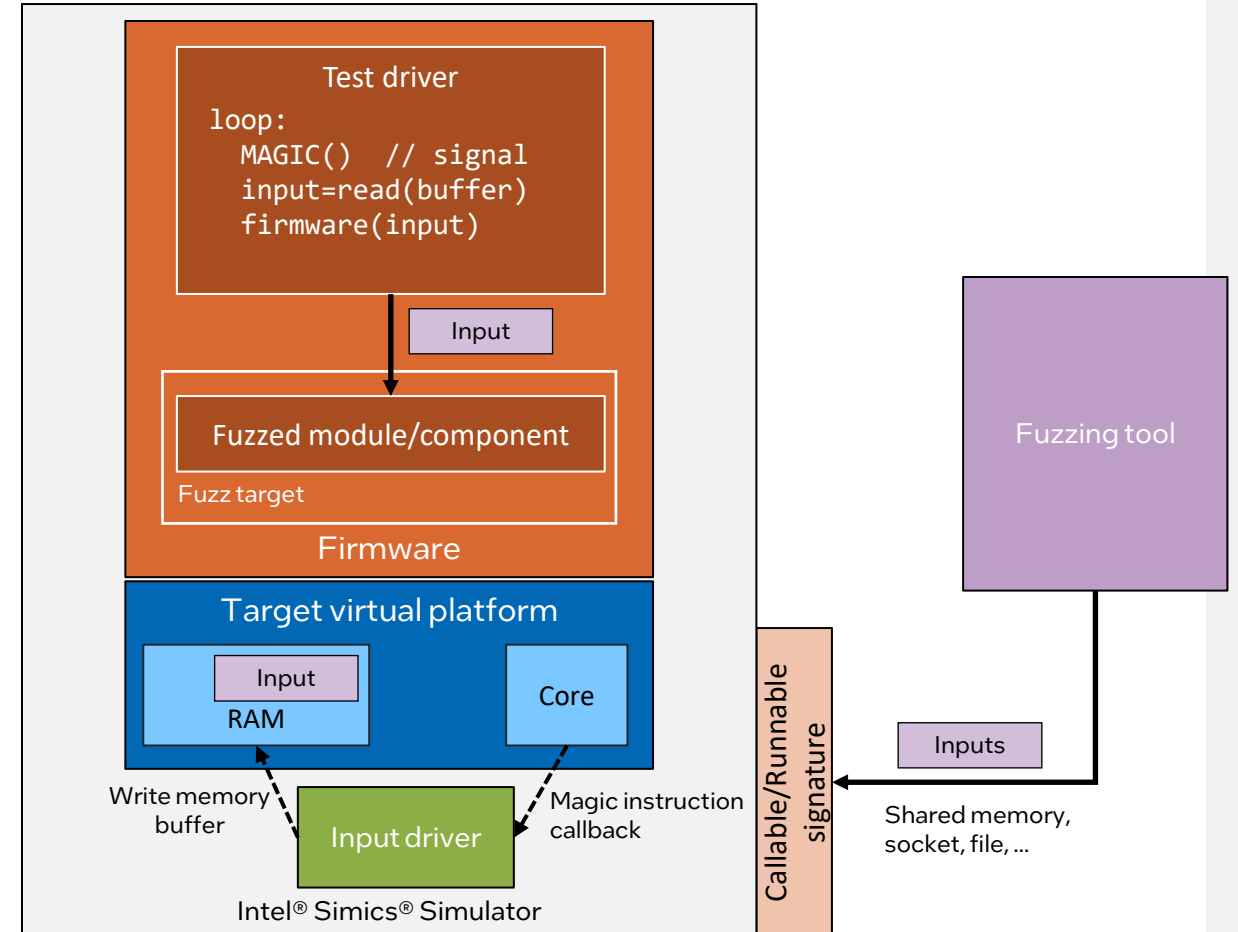 Test driver
loop:
  MAGIC()  // signal
  input=read(buffer)
  firmware(input)
Input
Fuzzed module/component
Fuzz target
Firmware
Target virtual platform
Input
RAM
Core
Write memory
buffer
Magic instruction
callback
Input driver
Intel® Simics® Simulator
Callable/Runnable
signature
Fuzzing tool
Inputs
Shared memory,
socket, file, ...